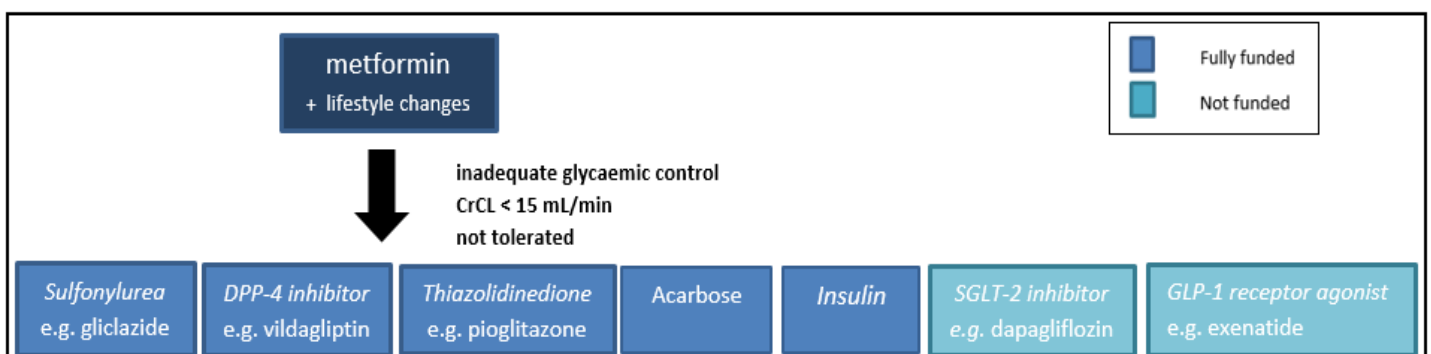 metformin
+ lifestyle changes
Fully funded
Not funded
inadequate glycaemic control
CrCL < 15 mL/min
not tolerated
Sulfonylurea
e.g. gliclazide
DPP-4 inhibitor
e.g. vildagliptin
Thiazolidinedione
e.g. pioglitazone
Acarbose
Insulin
SGLT-2 inhibitor
e.g. dapagliflozin
GLP-1 receptor agonist
e.g. exenatide